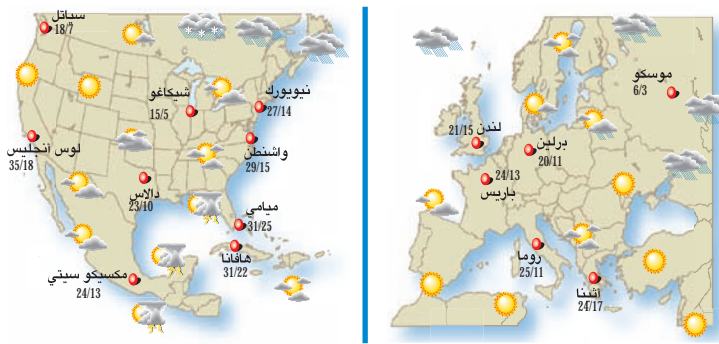 سياتل
18/7
نيويورك
27/14
شيكاغو
15/5
واشنطن
29/15
لوس أنجليس
35/18
دالاس
23/10
ميامي
31/25
هافانا
31/22
مكسيكو سيتي
24/13
موسكو
6/3
لندن 21/15
برلين
20/11
24/13
باريس
روما
25/11
أثينا
24/17